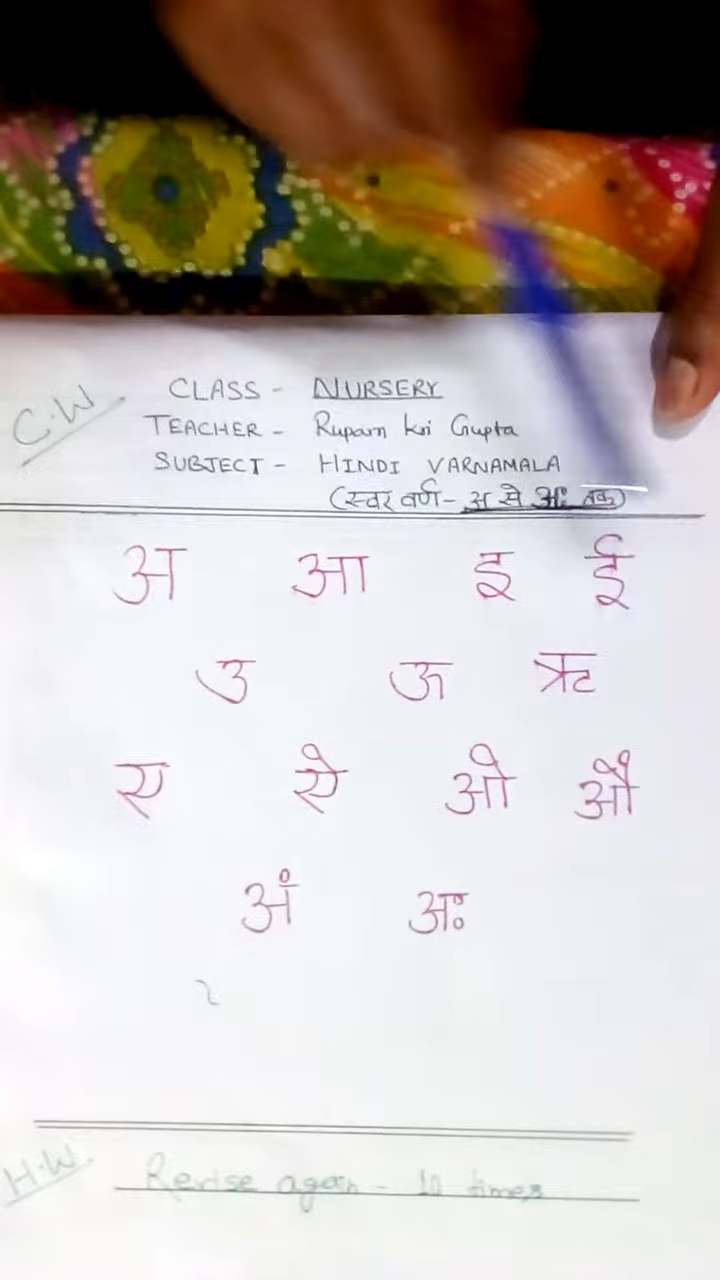 C.W.
CLASS - NURSERY
TEACHER - Rupam kri Gupta
SUBJECT - HINDI VARNAMALA
(स्वर वर्ण - अ से अः तक)
अ आ इ ई
उ ऊ ऋ
ए ऐ ओ औ
अं अः
H.W. Revise again - 10 times